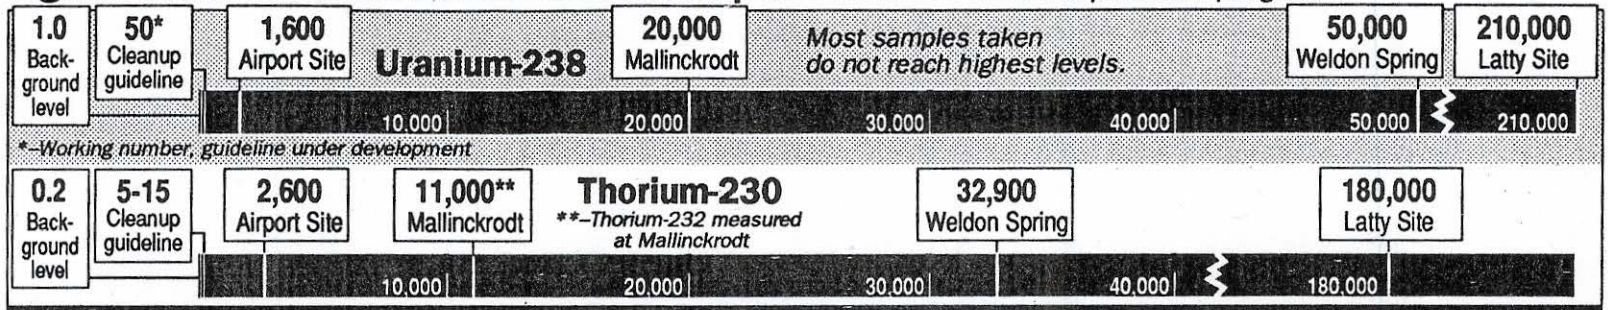 1.0
Back-
ground
level
50*
Cleanup
guideline
1,600
Airport Site
Uranium-238
20,000
Mallinckrodt
Most samples taken
do not reach highest levels.
50,000
Weldon Spring
210,000
Latty Site
10,000
20,000
30,000
40,000
50,000
210,000
*–Working number, guideline under development
0.2
Back-
ground
level
5-15
Cleanup
guideline
2,600
Airport Site
11,000**
Mallinckrodt
Thorium-230
**–Thorium-232 measured
at Mallinckrodt
32,900
Weldon Spring
180,000
Latty Site
10,000
20,000
30,000
40,000
180,000